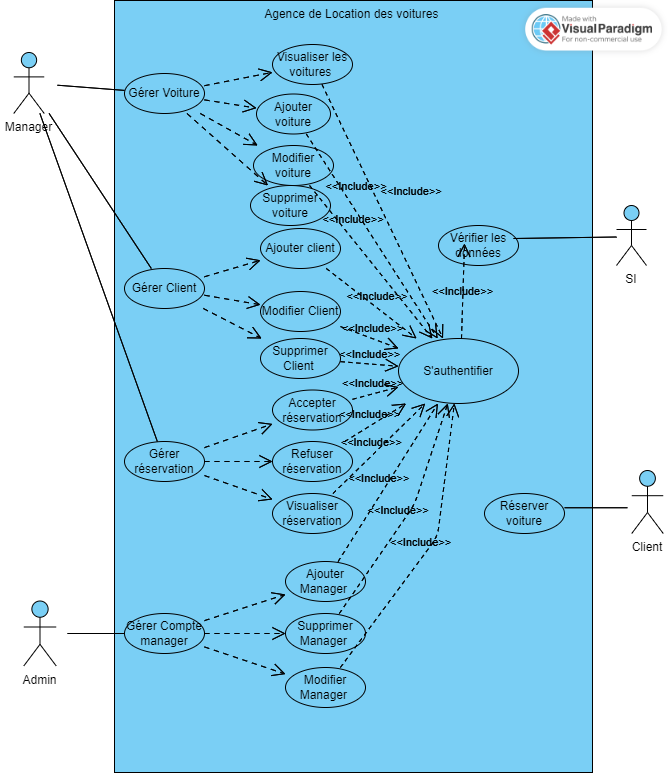 Agence de Location des voitures
Made with
VisualParadigm
For non-commercial use
Manager
Gérer Voiture
Visualiser les
voitures
Ajouter
voiture
Modifier
voiture
Supprimer
voiture
<<Include>>
<<Include>>
<<Include>>
Vérifier les
données
SI
Gérer Client
Ajouter client
Modifier Client
Supprimer
Client
<<Include>>
<<Include>>
<<Include>>
<<Include>>
S'authentifier
Gérer
réservation
Accepter
réservation
Refuser
réservation
Visualiser
réservation
<<Include>>
<<Include>>
<<Include>>
<<Include>>
<<Include>>
<<Include>>
Réserver
voiture
Client
Admin
Gérer Compte
manager
Ajouter
Manager
Supprimer
Manager
Modifier
Manager